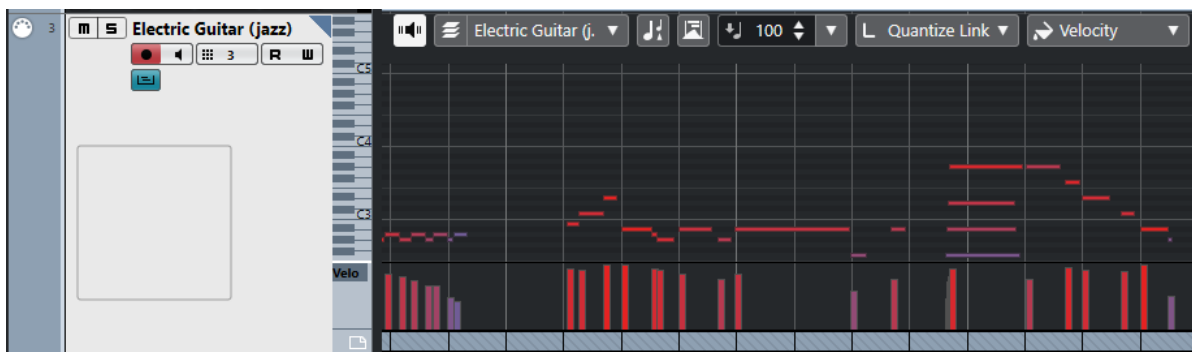 3 m S Electric Guitar (jazz)
3 R W
Electric Guitar (j. 100 L Quantize Link Velocity
C5
C4
C3
Velo